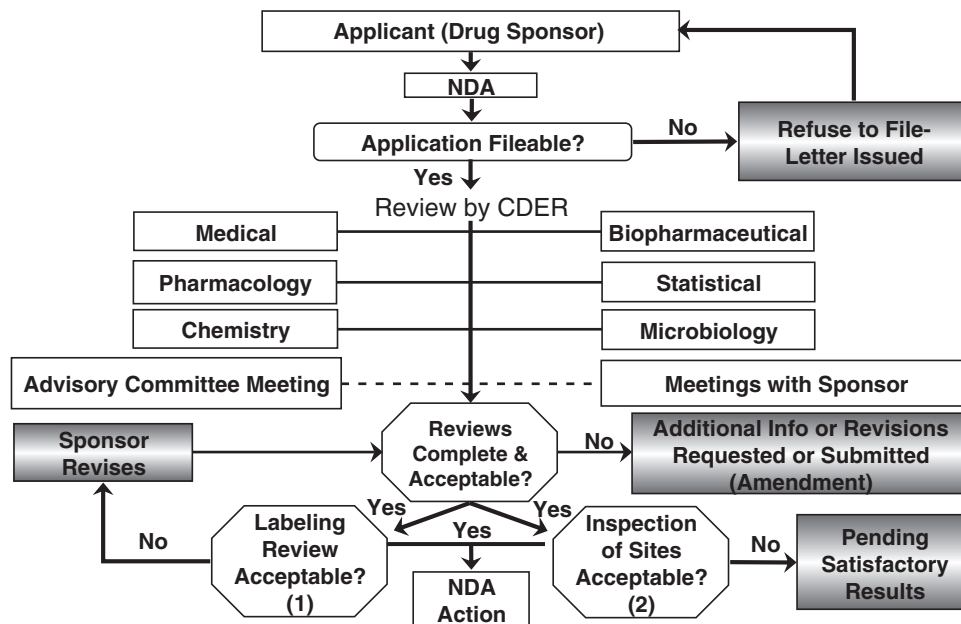 Applicant (Drug Sponsor)
NDA
Application Fileable?
No
Refuse to File-
Letter Issued
Yes
Review by CDER
Medical
Biopharmaceutical
Pharmacology
Statistical
Chemistry
Microbiology
Advisory Committee Meeting
Meetings with Sponsor
Sponsor
Revises
Reviews
Complete &
Acceptable?
No
Additional Info or Revisions
Requested or Submitted
(Amendment)
Yes
Yes
Yes
No
Labeling
Review
Acceptable?
(1)
NDA
Action
Inspection
of Sites
Acceptable?
(2)
No
Pending
Satisfactory
Results